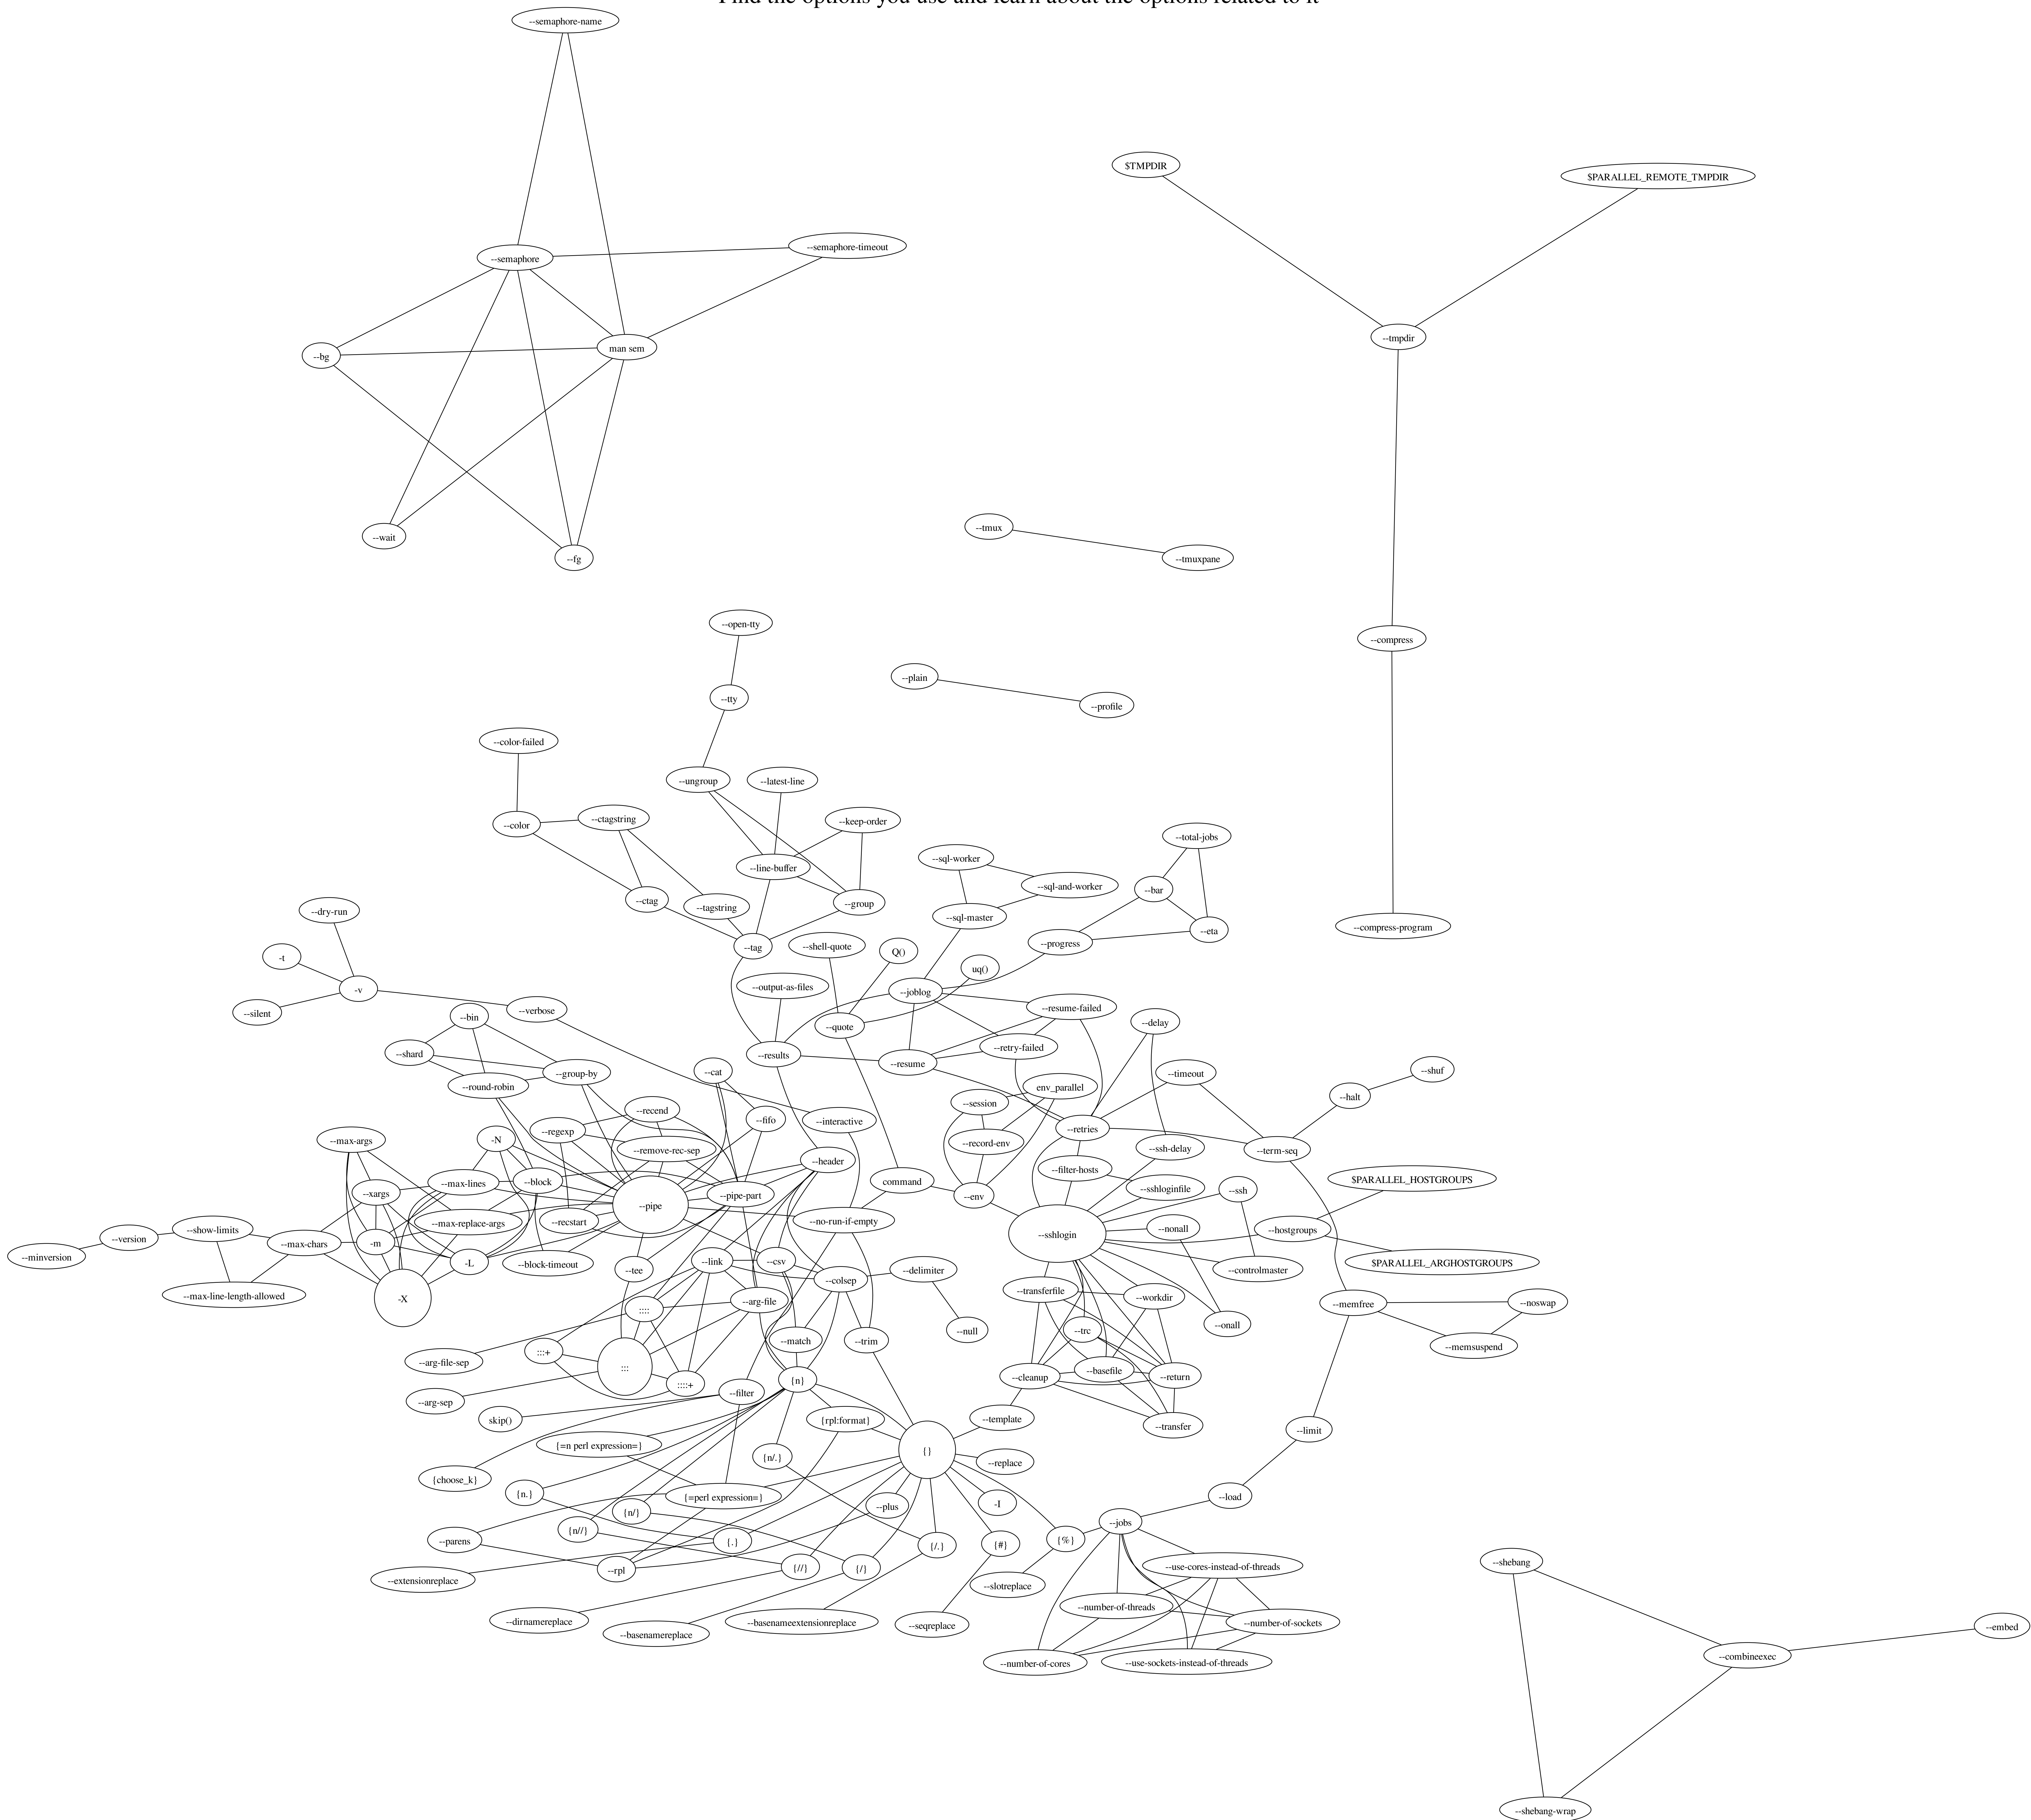 Find the options you use and learn about the options related to it
--semaphore-name
$TMPDIR
$PARALLEL_REMOTE_TMPDIR
--semaphore-timeout
--semaphore
--tmpdir
man sem
--bg
--tmux
--wait
--fg
--tmuxpane
--open-tty
--compress
--plain
--tty
--profile
--color-failed
--ungroup
--latest-line
--ctagstring
--keep-order
--color
--total-jobs
--sql-worker
--line-buffer
--sql-and-worker
--bar
--ctag
--group
--tagstring
--dry-run
--sql-master
--compress-program
--eta
--progress
--shell-quote
--tag
Q()
-t
uq()
--output-as-files
-v
--joblog
--resume-failed
--verbose
--silent
--bin
--delay
--quote
--retry-failed
--shard
--results
--resume
--shuf
--cat
--group-by
--timeout
--round-robin
env_parallel
--halt
--session
--recend
--fifo
--interactive
--retries
--regexp
--max-args
-N
--record-env
--ssh-delay
--term-seq
--remove-rec-sep
--header
--filter-hosts
$PARALLEL_HOSTGROUPS
--block
command
--max-lines
--sshloginfile
--ssh
--xargs
--pipe-part
--env
--pipe
--max-replace-args
--recstart
--no-run-if-empty
--nonall
--show-limits
--hostgroups
--sshlogin
--version
--max-chars
-m
--minversion
--link
--csv
-L
--block-timeout
$PARALLEL_ARGHOSTGROUPS
--tee
--controlmaster
--delimiter
--colsep
--transferfile
--max-line-length-allowed
--workdir
-X
--arg-file
--noswap
--memfree
::::
--onall
--null
--trc
--match
--trim
--memsuspend
:::+
--arg-file-sep
:::
--basefile
--return
--cleanup
{n}
::::+
--filter
--arg-sep
--template
skip()
{rpl:format}
--transfer
--limit
{=n perl expression=}
{}
{n/.}
--replace
{choose_k}
{n.}
{=perl expression=}
--load
-I
--plus
{n/}
--jobs
{n//}
{%}
--parens
{.}
{#}
{/.}
--shebang
--use-cores-instead-of-threads
{//}
{/}
--rpl
--extensionreplace
--slotreplace
--number-of-threads
--dirnamereplace
--basenameextensionreplace
--number-of-sockets
--seqreplace
--embed
--basenamereplace
--combineexec
--number-of-cores
--use-sockets-instead-of-threads
--shebang-wrap